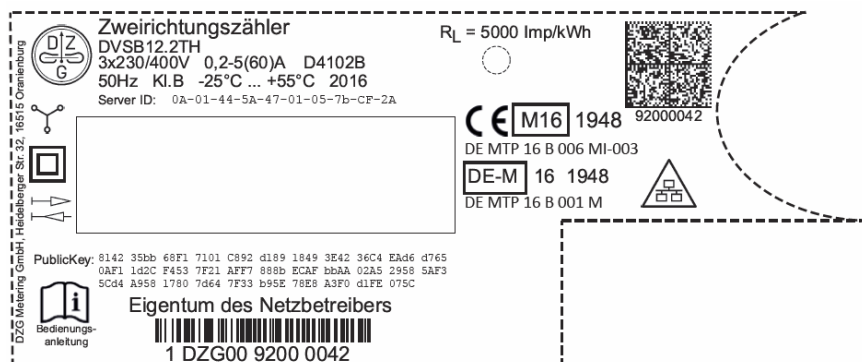 DZG Metering GmbH, Heidelberger Str. 32, 16515 Oranienburg
D Z G
Zweirichtungszähler
DVSB12.2TH
3x230/400V 0,2-5(60)A D4102B
50Hz Kl.B -25°C ... +55°C 2016
Server ID: 0A-01-44-5A-47-01-05-7b-CF-2A
RL = 5000 Imp/kWh
92000042
CE M16 1948
DE MTP 16 B 006 MI-003
DE-M 16 1948
DE MTP 16 B 001 M
PublicKey: 8142 35bb 68F1 7101 C892 d189 1849 3E42 36C4 EAd6 d765
0AF1 1d2C F453 7F21 AFF7 888b ECAF bbAA 02A5 2958 5AF3
5Cd4 A958 1780 7d64 7F33 b95E 78E8 A3F0 d1FE 075C
i
Bedienungs-
anleitung
Eigentum des Netzbetreibers
1 DZG00 9200 0042